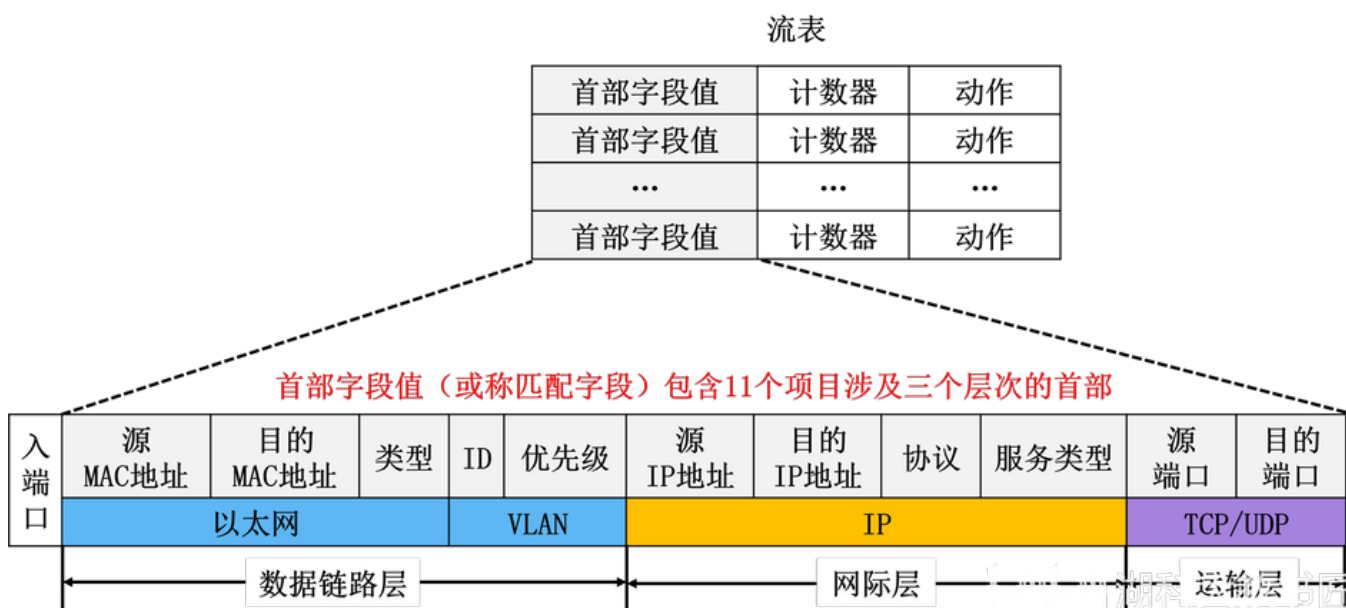 流表
首部字段值 计数器 动作
首部字段值 计数器 动作
… … …
首部字段值 计数器 动作
首部字段值（或称匹配字段）包含11个项目涉及三个层次的首部
入端口
源MAC地址 目的MAC地址 类型 ID 优先级 源IP地址 目的IP地址 协议 服务类型 源端口 目的端口
以太网 VLAN IP TCP/UDP
数据链路层 网际层 运输层